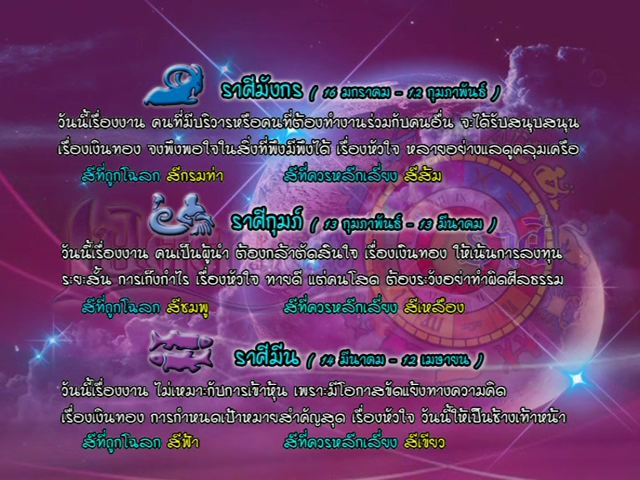 ราศีมังกร ( 16 มกราคม - 12 กุมภาพันธ์ )
วันนี้เรื่องงาน คนที่มีบริวารหรือคนที่ต้องทำงานร่วมกับคนอื่น จะได้รับสนุบสนุน
เรื่องเงินทอง จงพึงพอใจในสิ่งที่พึงมีพึงได้ เรื่องหัวใจ หลายอย่างแลดูคลุมเครือ
สีที่ถูกโฉลก สีกรมท่า สีที่ควรหลีกเลี่ยง สีส้ม
ราศีกุมภ์ ( 13 กุมภาพันธ์ - 13 มีนาคม )
วันนี้เรื่องงาน คนเป็นผู้นำ ต้องกล้าตัดสินใจ เรื่องเงินทอง ให้เน้นการลงทุน
ระยะสั้น การเก็งกำไร เรื่องหัวใจ ทายดี แต่คนโสด ต้องระวังอย่าทำผิดศีลธรรม
สีที่ถูกโฉลก สีชมพู สีที่ควรหลีกเลี่ยง สีเหลือง
ราศีมีน ( 14 มีนาคม - 12 เมษายน )
วันนี้เรื่องงาน ไม่เหมาะกับการเข้าหุ้น เพราะมีโอกาสขัดแย้งทางความคิด
เรื่องเงินทอง การกำหนดเป้าหมายสำคัญสุด เรื่องหัวใจ วันนี้ให้เป็นช้างเท้าหน้า
สีที่ถูกโฉลก สีฟ้า สีที่ควรหลีกเลี่ยง สีเขียว